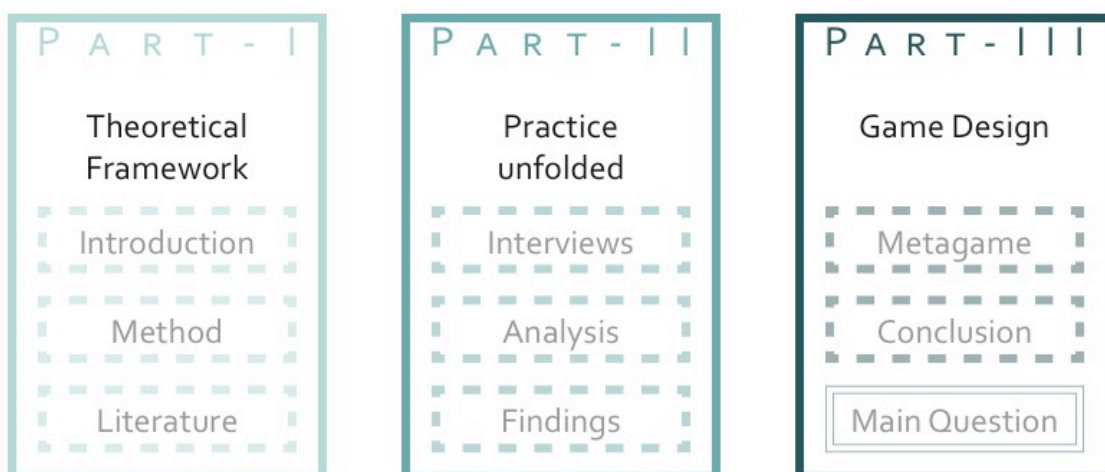 PART-I
Theoretical
Framework
Introduction
Method
Literature
PART-II
Practice
unfolded
Interviews
Analysis
Findings
PART-III
Game Design
Metagame
Conclusion
Main Question